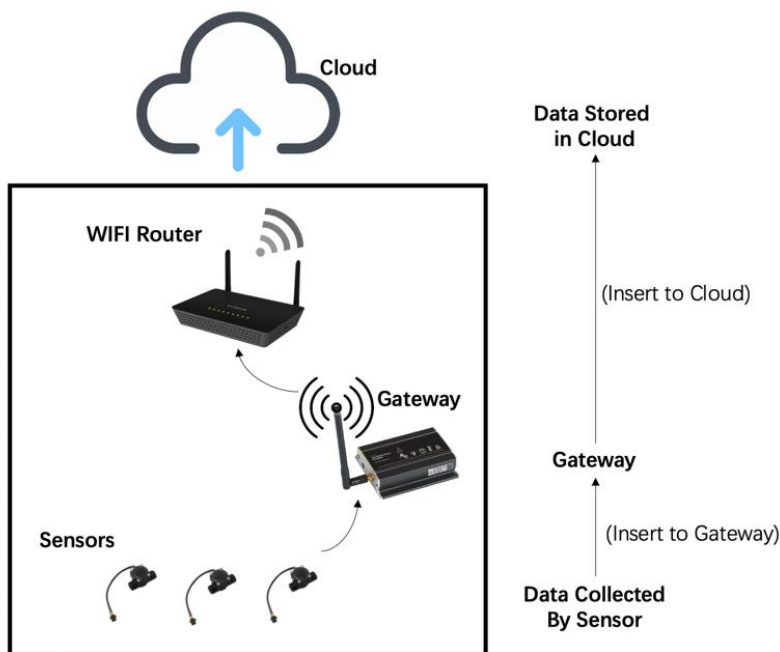 Cloud
Data Stored
in Cloud
WIFI Router
(Insert to Cloud)
Gateway
Gateway
(Insert to Gateway)
Sensors
Data Collected
By Sensor